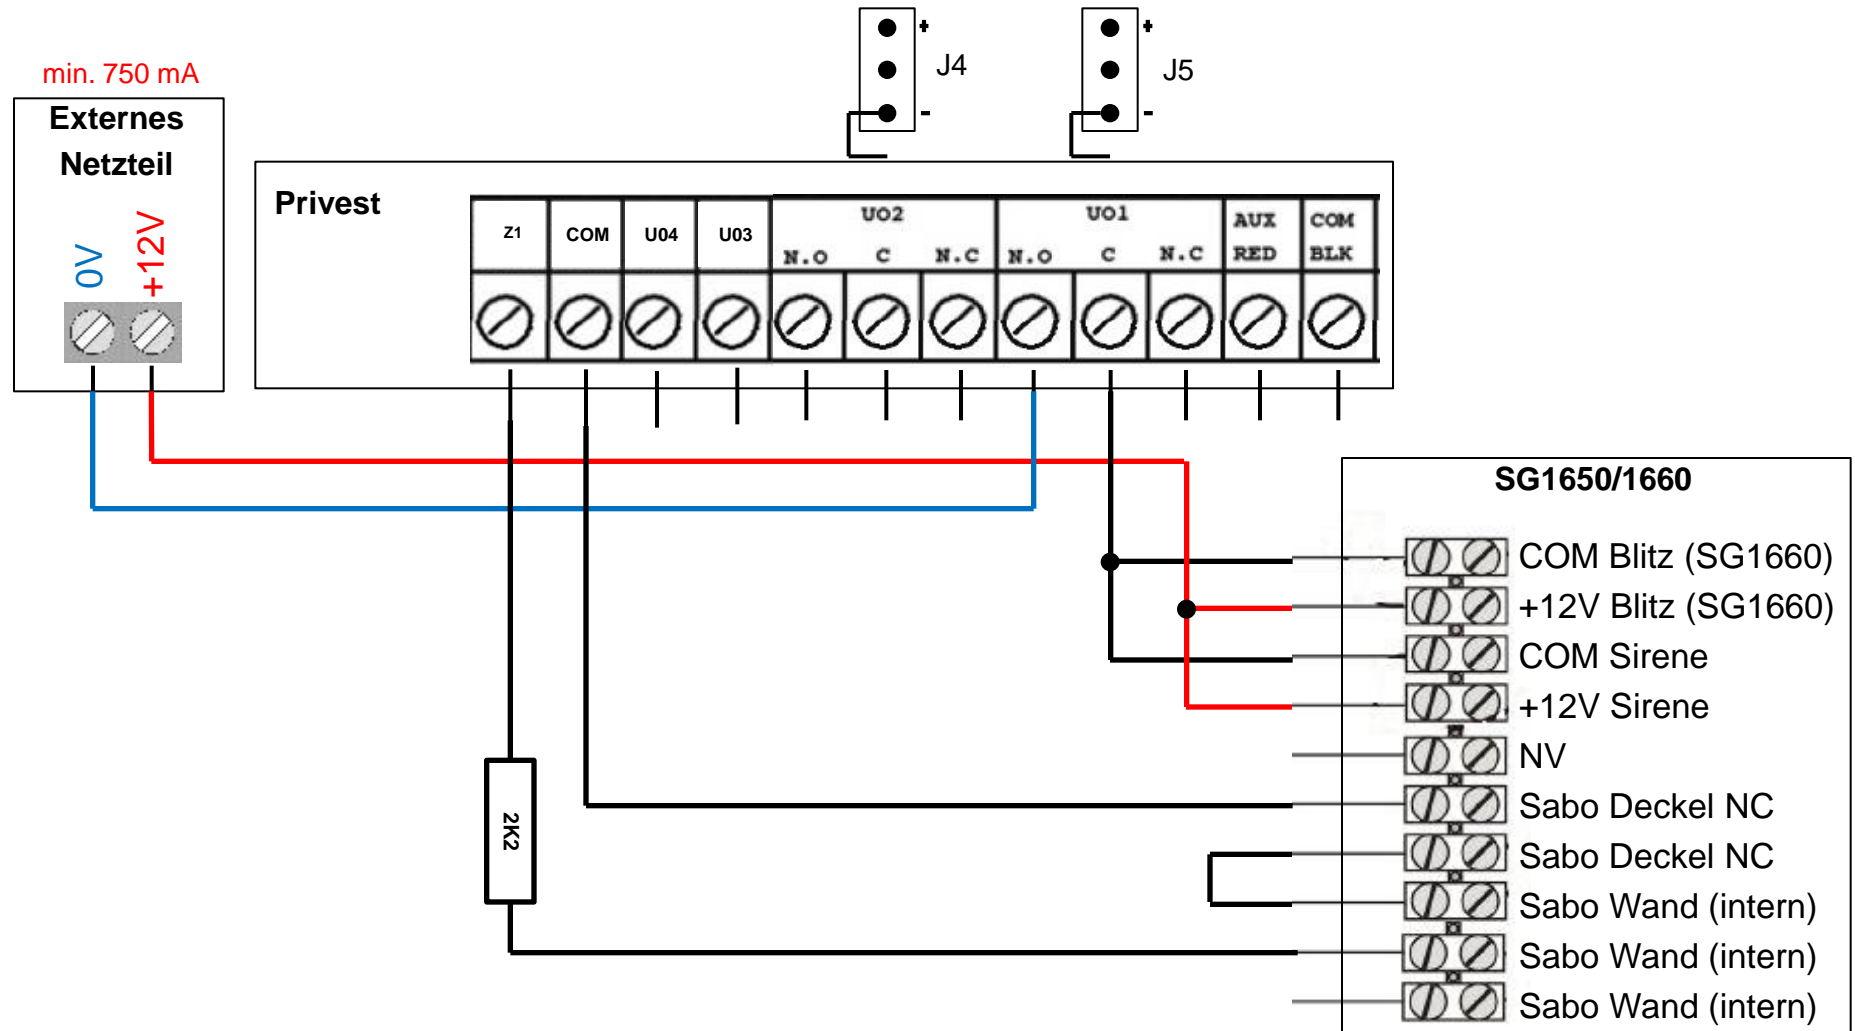 +
+
J4
J5
min. 750 mA
-
-
Externes
Netzteil
0V
+12V
Privest
Z1 COM U04 U03 UO2 UO1 AUX COM
N.O C N.C N.O C N.C RED BLK
SG1650/1660
COM Blitz (SG1660)
+12V Blitz (SG1660)
COM Sirene
+12V Sirene
NV
2K2
Sabo Deckel NC
Sabo Deckel NC
Sabo Wand (intern)
Sabo Wand (intern)
Sabo Wand (intern)